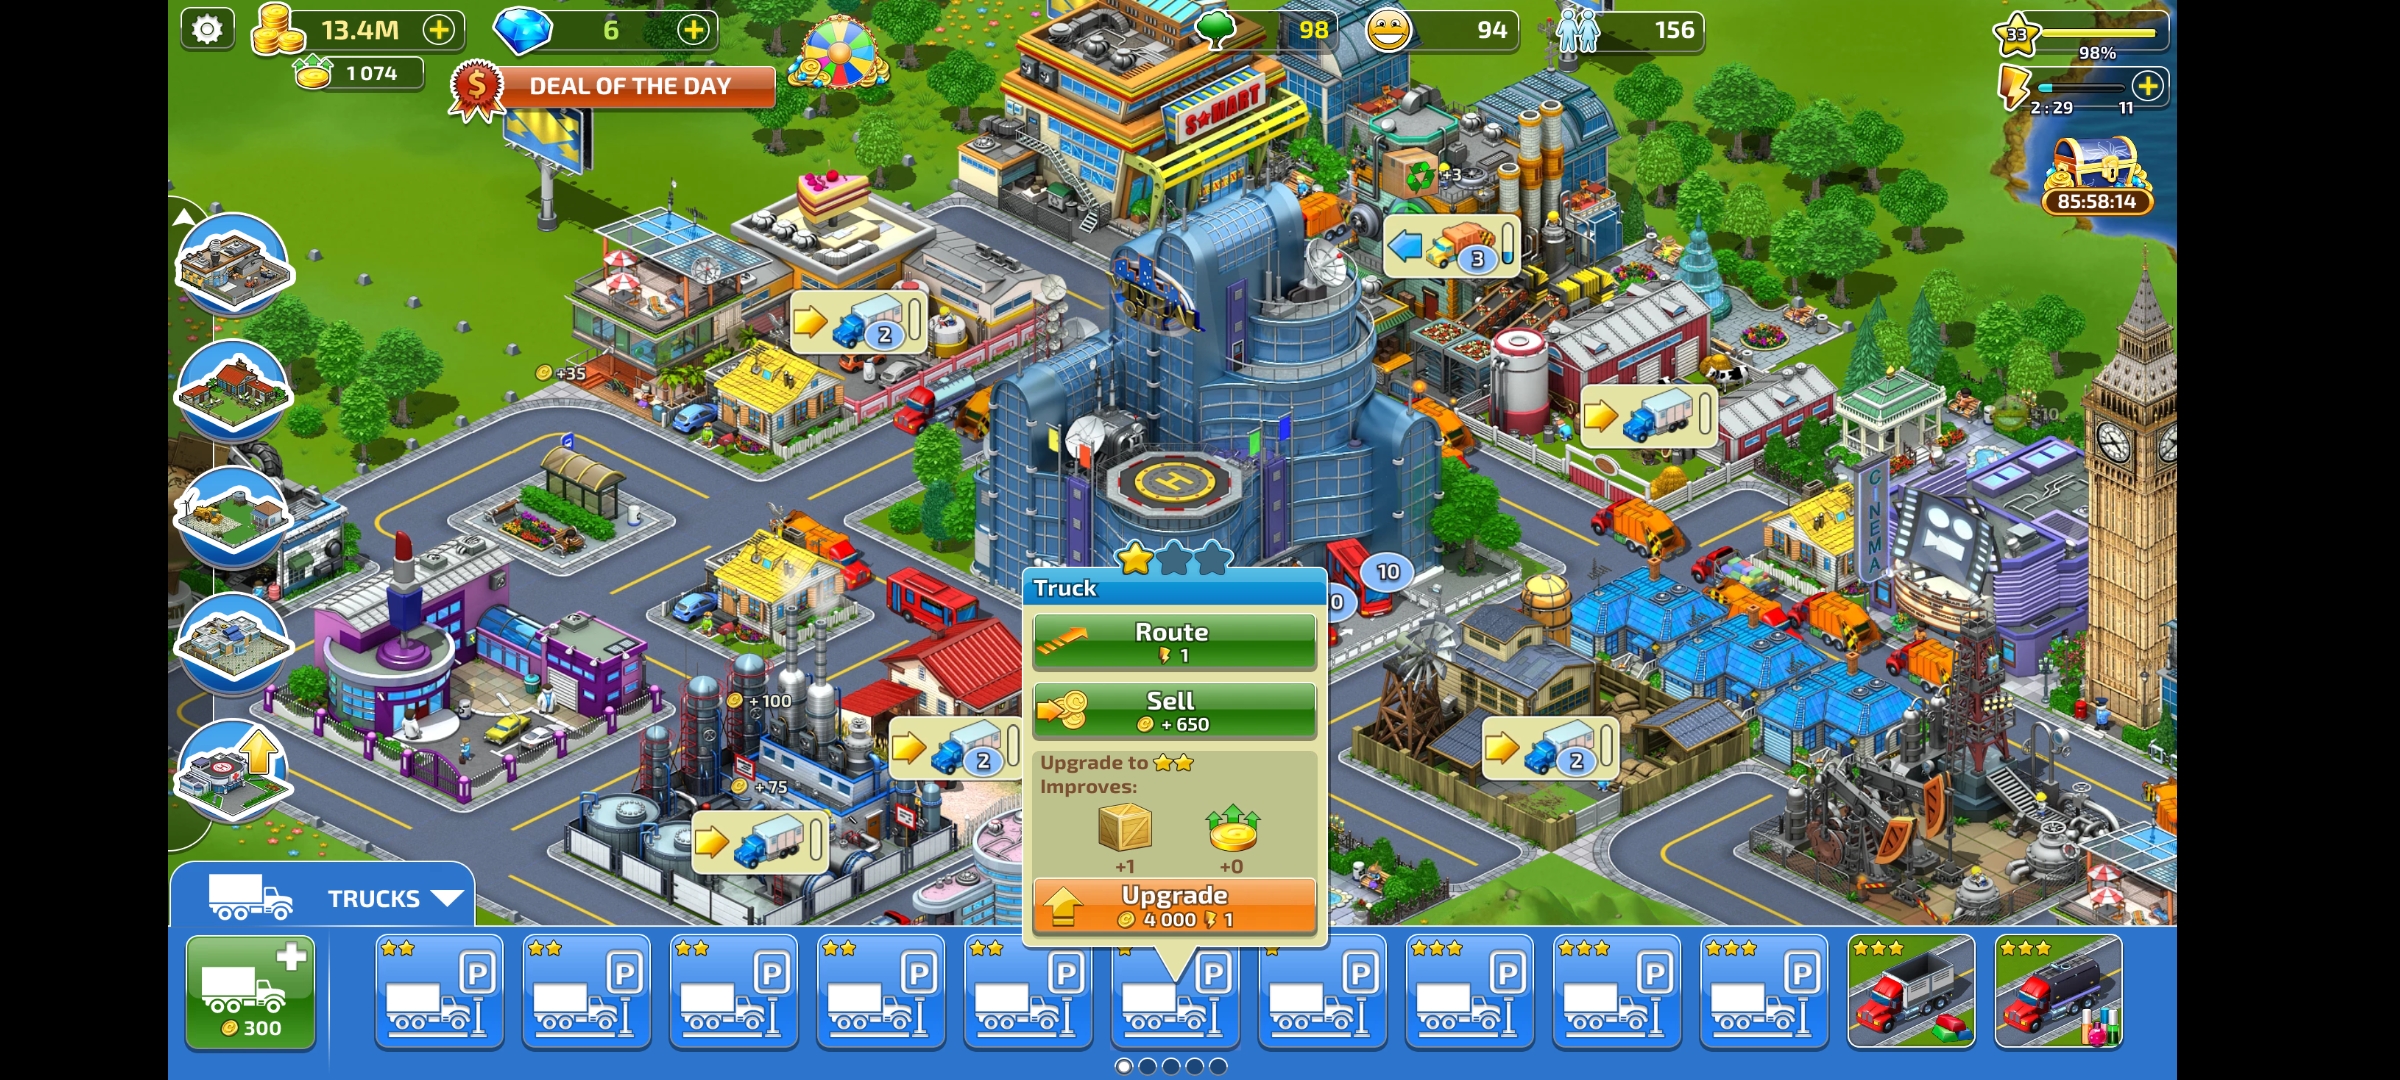 13.4M
6
98
94
156
33
98%
1 074
DEAL OF THE DAY
2:29
11
S★MART
+3
85:58:14
3
2
+35
+10
CINEMA
H
10
Truck
Route
1
Sell
+ 650
+ 100
2
2
Upgrade to
Improves:
+75
+1
+0
Upgrade
4 000
1
TRUCKS
300
P
P
P
P
P
P
P
P
P
P